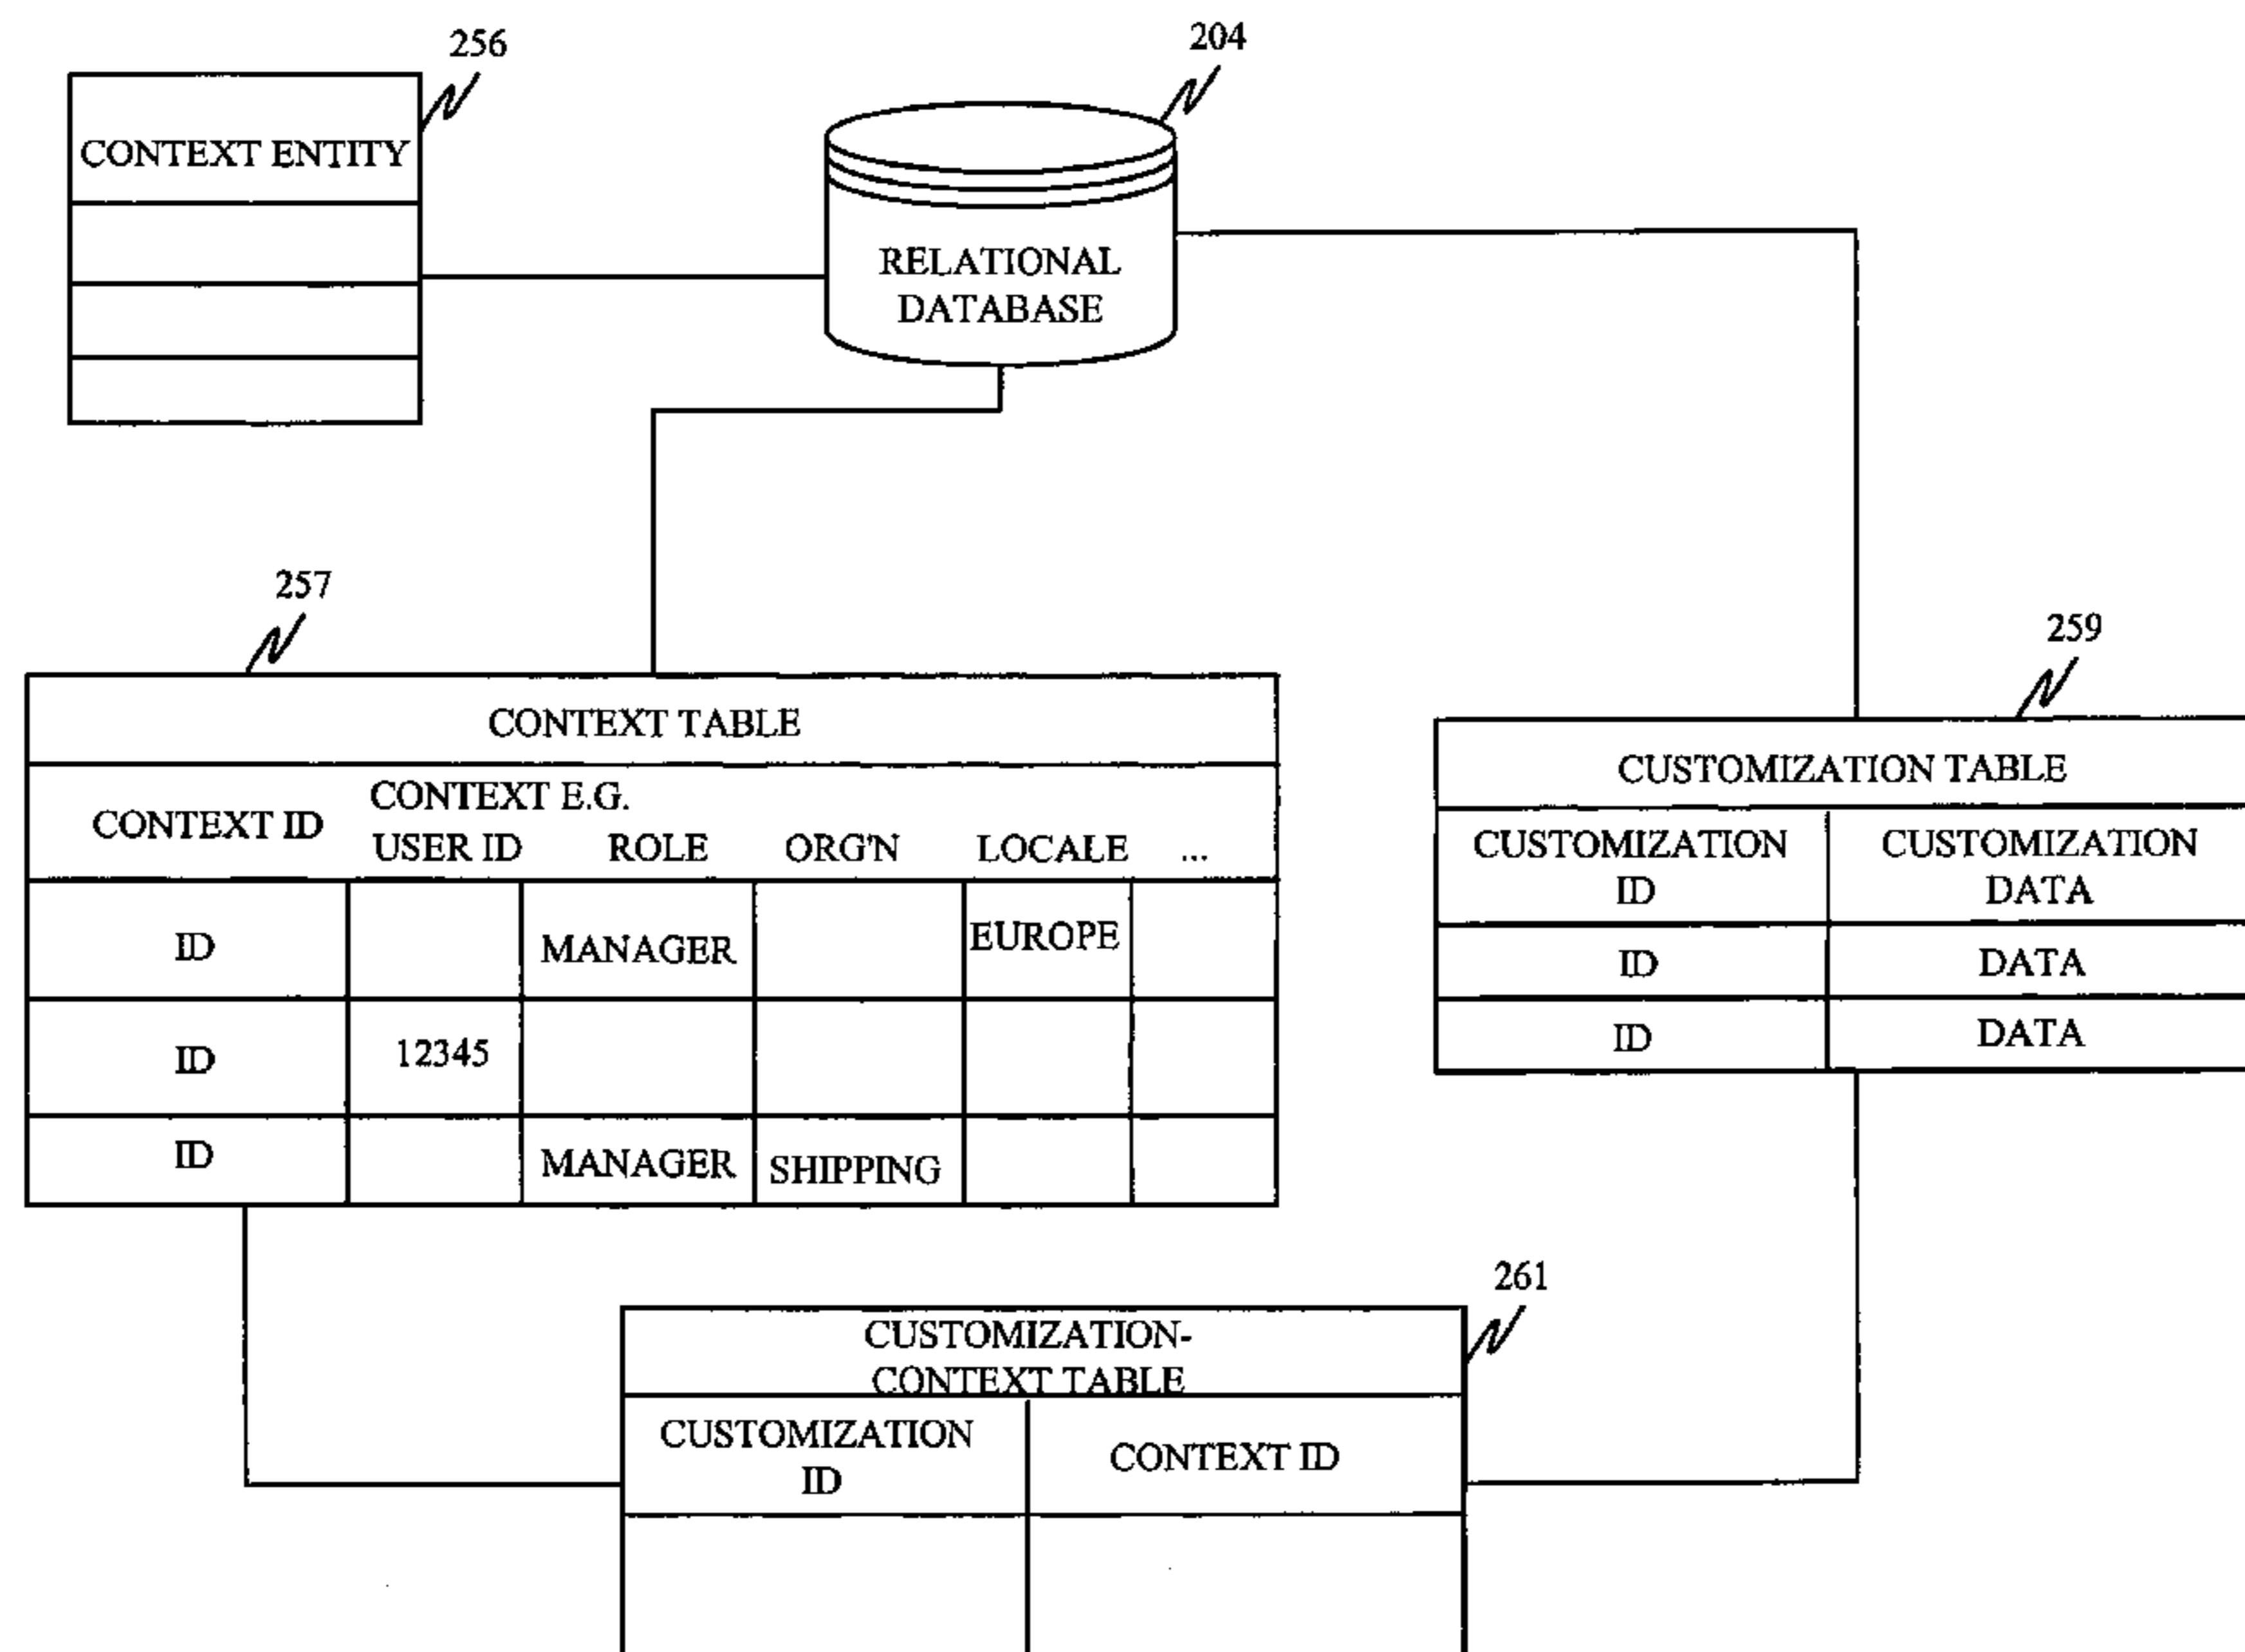 256
204
CONTEXT ENTITY
RELATIONAL
DATABASE
257
259
CONTEXT TABLE
CONTEXT ID
CONTEXT E.G.
USER ID ROLE ORG'N LOCALE ...
ID MANAGER EUROPE
ID 12345
ID MANAGER SHIPPING
CUSTOMIZATION TABLE
CUSTOMIZATION
ID
CUSTOMIZATION
DATA
ID DATA
ID DATA
261
CUSTOMIZATION-
CONTEXT TABLE
CUSTOMIZATION
ID
CONTEXT ID